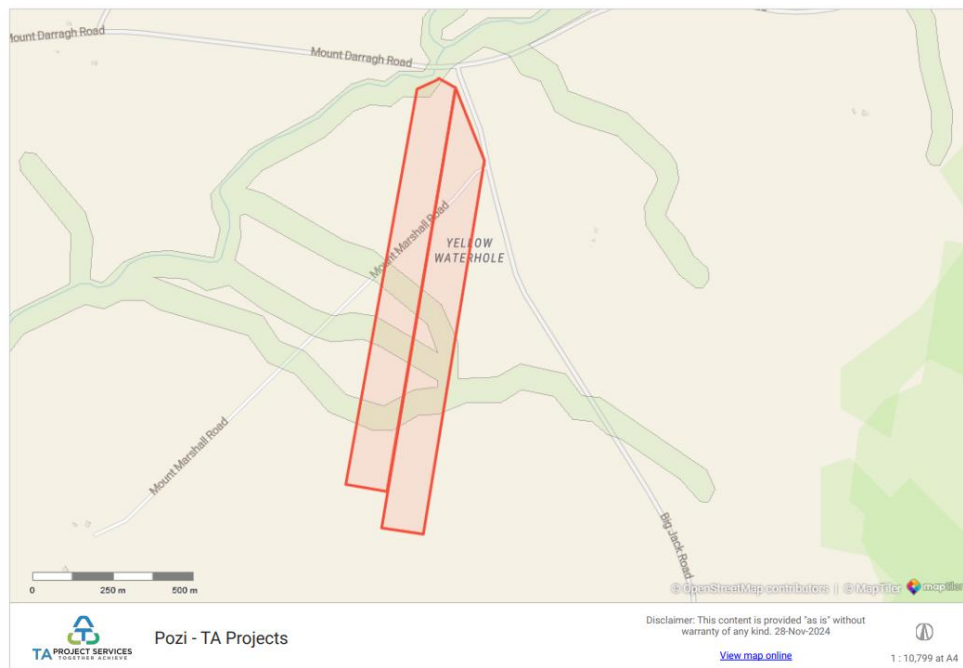 Mount Darragh Road
Mount Darragh Road
Mount Marshall Road
YELLOW
WATERHOLE
Mount Marshall Road
Big Jack Road
0 250 m 500 m
© OpenStreetMap contributors | © MapTiler maptiler
TA PROJECT SERVICES
TOGETHER ACHIEVE
Pozi - TA Projects
Disclaimer: This content is provided "as is" without
warranty of any kind. 28-Nov-2024
View map online
1 : 10,799 at A4